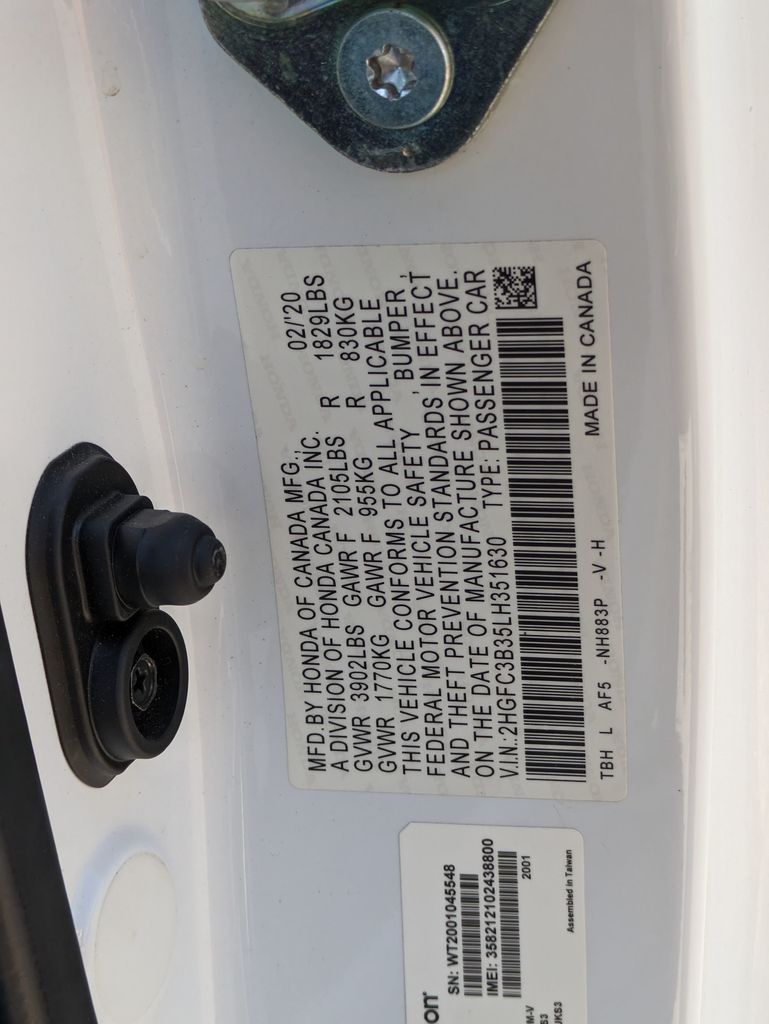 MFD.BY HONDA OF CANADA MFG., 02/'20
A DIVISION OF HONDA CANADA INC.
GVWR 3902LBS GAWR F 2105LBS R 1829LBS
GVWR 1770KG GAWR F 955KG R 830KG
THIS VEHICLE CONFORMS TO ALL APPLICABLE
FEDERAL MOTOR VEHICLE SAFETY , BUMPER ,
AND THEFT PREVENTION STANDARDS IN EFFECT
ON THE DATE OF MANUFACTURE SHOWN ABOVE.
V.I.N.:2HGFC3B35LH351630 TYPE: PASSENGER CAR
TBH L AF5 -NH883P -V -H MADE IN CANADA
on
SN: WT2001045548
IMEI: 358212102438800
2001
M-V
S3
JKS3
Assembled in Taiwan